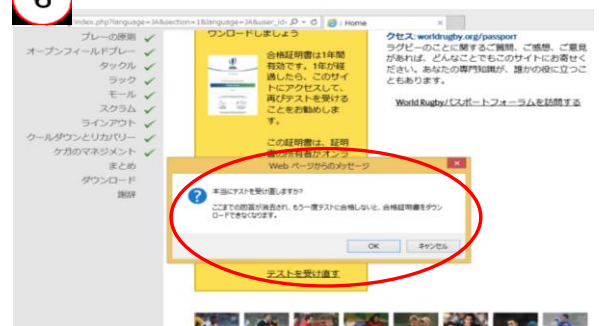 6
index.php?language=JA&section=1&language=JA&user_id=
: Home
プレーの原則
オープンフィールドプレー
タックル
ラック
モール
スクラム
ラインアウト
クールダウンとリカバリー
ケガのマネジメント
まとめ
ダウンロード
謝辞
ウンロードしましょう
合格証明書は1年間
有効です。1年が経
過したら、このサイ
トにアクセスして、
再びテストを受ける
ことをお勧めしま
す。
この証明書は、証明
書の所有者がオンラ
クセス: worldrugby.org/passport
ラグビーのことに関するご質問、ご感想、ご意見
があれば、どんなことでもこのサイトにお寄せく
ださい。あなたの専門知識が、誰かの役に立つこ
ともあります。
World Rugbyパスポートフォーラムを訪問する
Web ページからのメッセージ
本当にテストを受け直しますか?
ここまでの回答が消去され、もう一度テストに合格しないと、合格証明書をダウン
ロードできなくなります。
OK
キャンセル
テストを受け直す